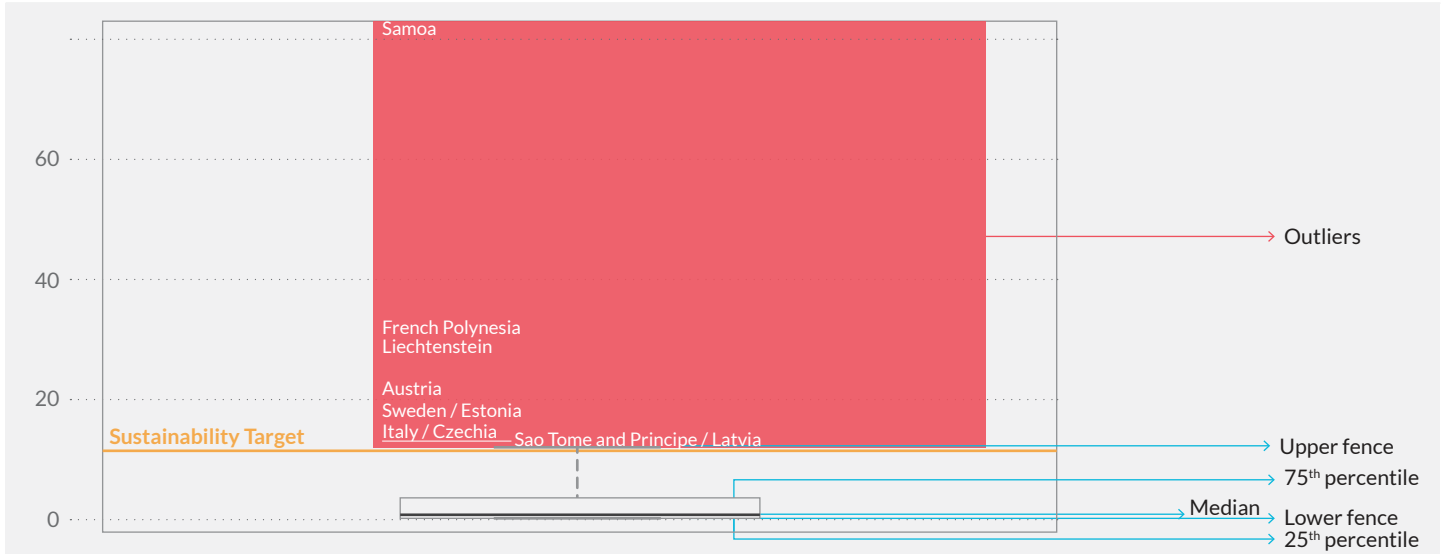 Samoa
60
Outliers
40
French Polynesia
Liechtenstein
Austria
20
Sweden / Estonia
Italy / Czechia
Sustainability Target
Sao Tome and Principe / Latvia
Upper fence
75th percentile
Median
Lower fence
0
25th percentile